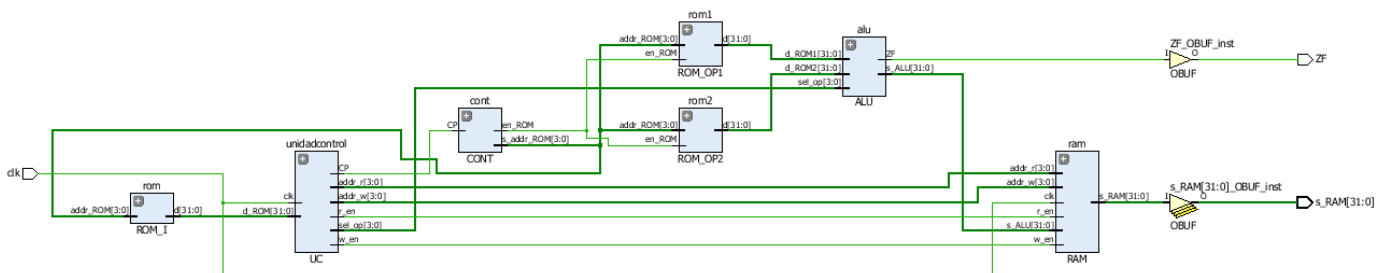 rom1
addr_ROM[3:0]
d[31:0]
en_ROM
ROM_OP1
alu
d_ROM1[31:0]
ZF
d_ROM2[31:0]
s_ALU[31:0]
sel_op[3:0]
ALU
ZF_OBUF_inst
I
O
OBUF
ZF
cont
CP
en_ROM
s_addr_ROM[3:0]
CONT
rom2
addr_ROM[3:0]
d[31:0]
en_ROM
ROM_OP2
unidadcontrol
CP
addr_r[3:0]
clk
addr_w[3:0]
d_ROM[31:0]
r_en
sel_op[3:0]
w_en
UC
clk
rom
addr_ROM[3:0]
d[31:0]
ROM_I
ram
addr_r[3:0]
addr_w[3:0]
clk
s_RAM[31:0]
r_en
s_ALU[31:0]
w_en
RAM
s_RAM[31:0]_OBUF_inst
I
O
OBUF
s_RAM[31:0]